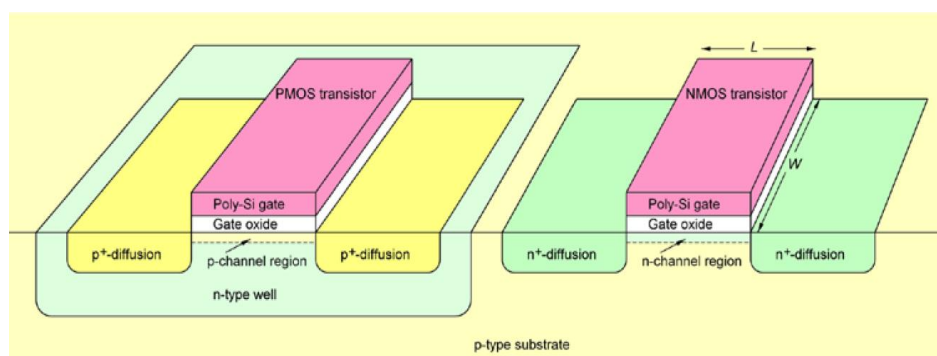 L
PMOS transistor
NMOS transistor
W
Poly-Si gate
Poly-Si gate
Gate oxide
Gate oxide
p+-diffusion
p-channel region
p+-diffusion
n+-diffusion
n-channel region
n+-diffusion
n-type well
p-type substrate